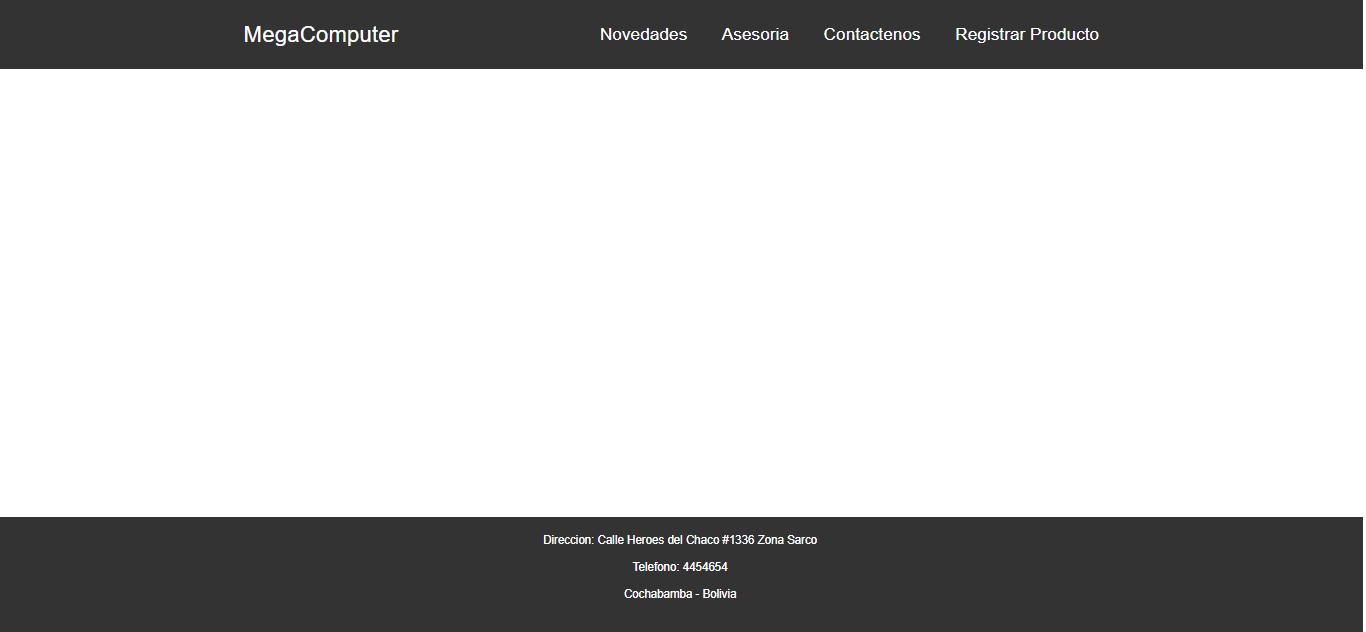 MegaComputer Novedades Asesoria Contactenos Registrar Producto
Direccion: Calle Heroes del Chaco #1336 Zona Sarco
Telefono: 4454654
Cochabamba - Bolivia